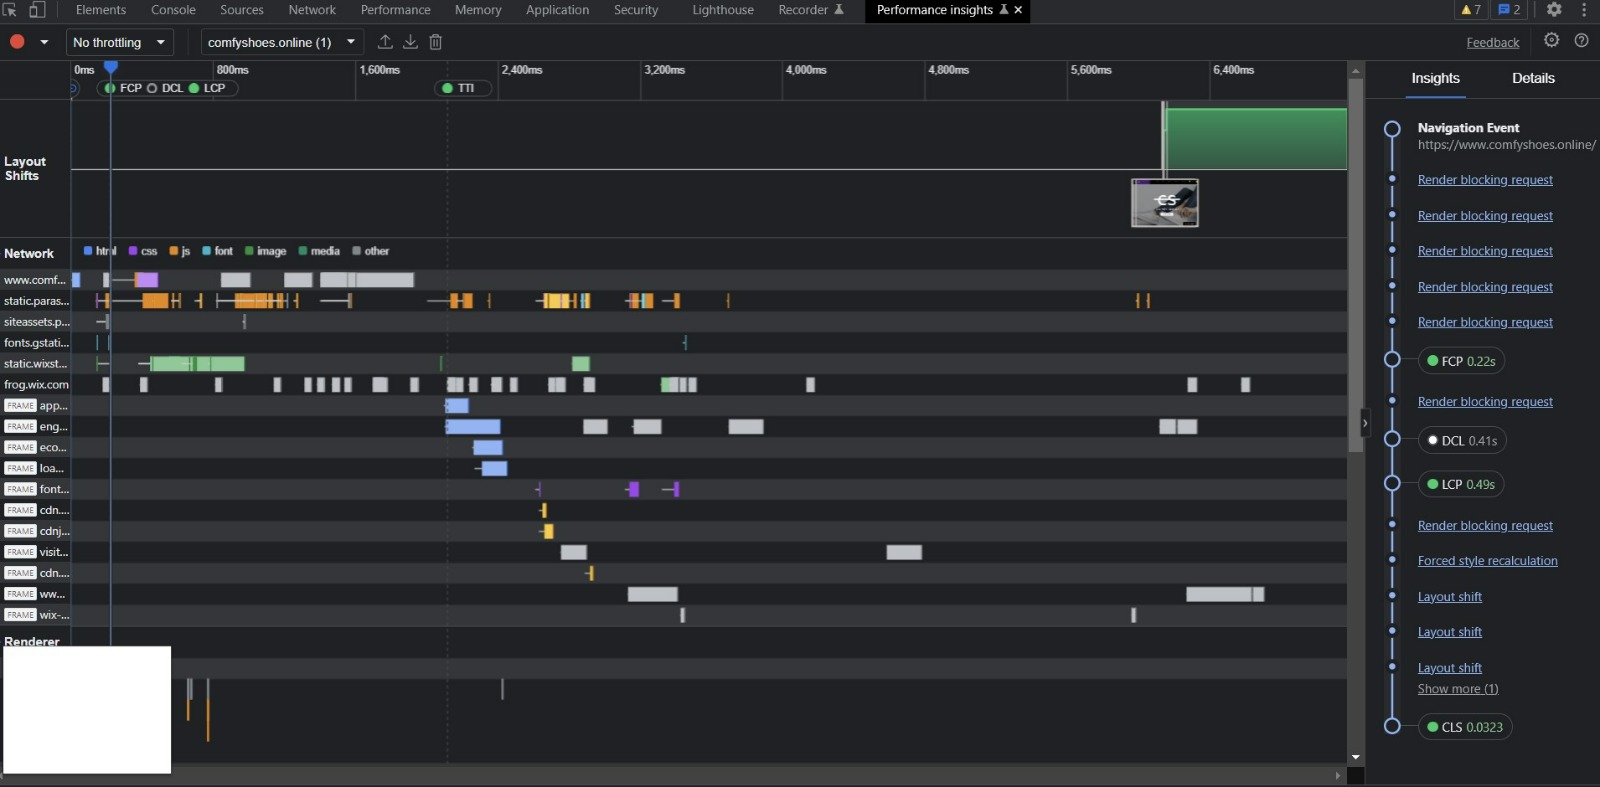 Elements Console Sources Network Performance Memory Application Security Lighthouse Recorder Performance insights 7 2
No throttling comfyshoes.online (1) Feedback
0ms 800ms 1,600ms 2,400ms 3,200ms 4,000ms 4,800ms 5,600ms 6,400ms
FCP DCL LCP TTI
Layout
Shifts
CS
Network html css js font image media other
www.comf...
static.paras...
siteassets.p...
fonts.gstati...
static.wixst...
frog.wix.com
FRAME app...
FRAME eng...
FRAME eco...
FRAME loa...
FRAME font...
FRAME cdn....
FRAME cdnj...
FRAME visit...
FRAME cdn....
FRAME ww...
FRAME wix-...
Renderer
Insights Details
Navigation Event
https://www.comfyshoes.online/
Render blocking request
Render blocking request
Render blocking request
Render blocking request
Render blocking request
FCP 0.22s
Render blocking request
DCL 0.41s
LCP 0.49s
Render blocking request
Forced style recalculation
Layout shift
Layout shift
Layout shift
Show more (1)
CLS 0.0323